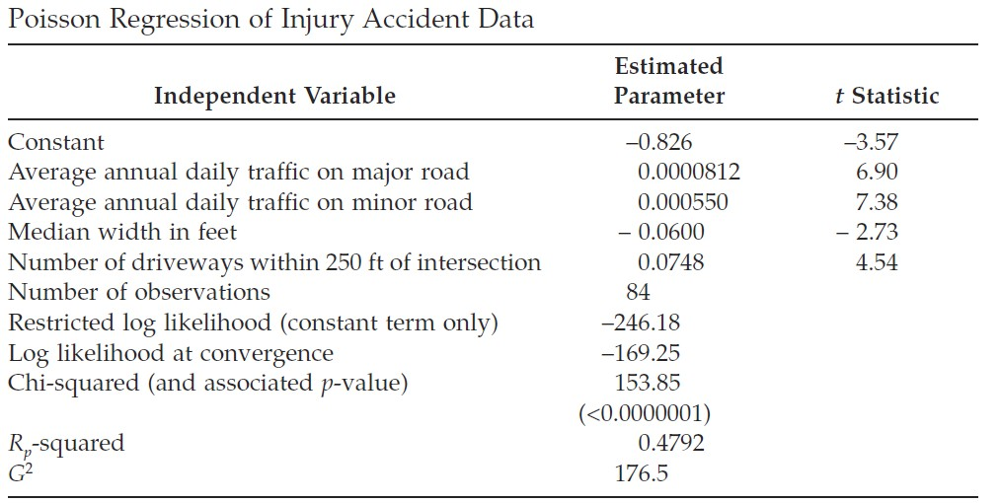 Poisson Regression of Injury Accident Data
Independent Variable Estimated Parameter t Statistic
Constant –0.826 –3.57
Average annual daily traffic on major road 0.0000812 6.90
Average annual daily traffic on minor road 0.000550 7.38
Median width in feet – 0.0600 – 2.73
Number of driveways within 250 ft of intersection 0.0748 4.54
Number of observations 84
Restricted log likelihood (constant term only) –246.18
Log likelihood at convergence –169.25
Chi-squared (and associated p-value) 153.85
(<0.0000001)
Rp-squared 0.4792
G² 176.5